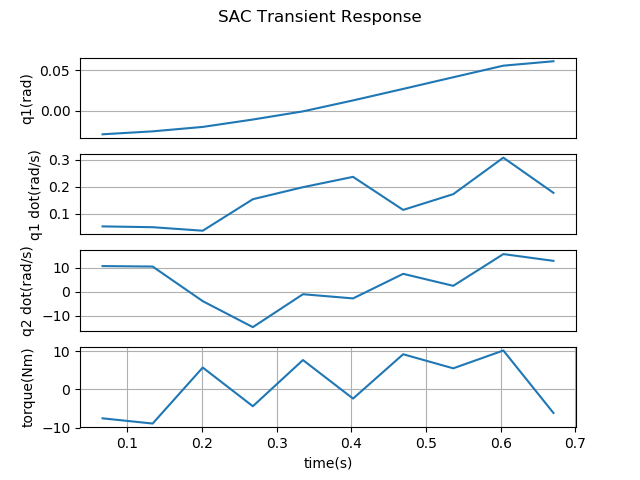 SAC Transient Response
q1(rad)
0.05
0.00
q1 dot(rad/s)
0.3
0.2
0.1
q2 dot(rad/s)
10
0
−10
torque(Nm)
10
0
−10
0.1 0.2 0.3 0.4 0.5 0.6 0.7
time(s)